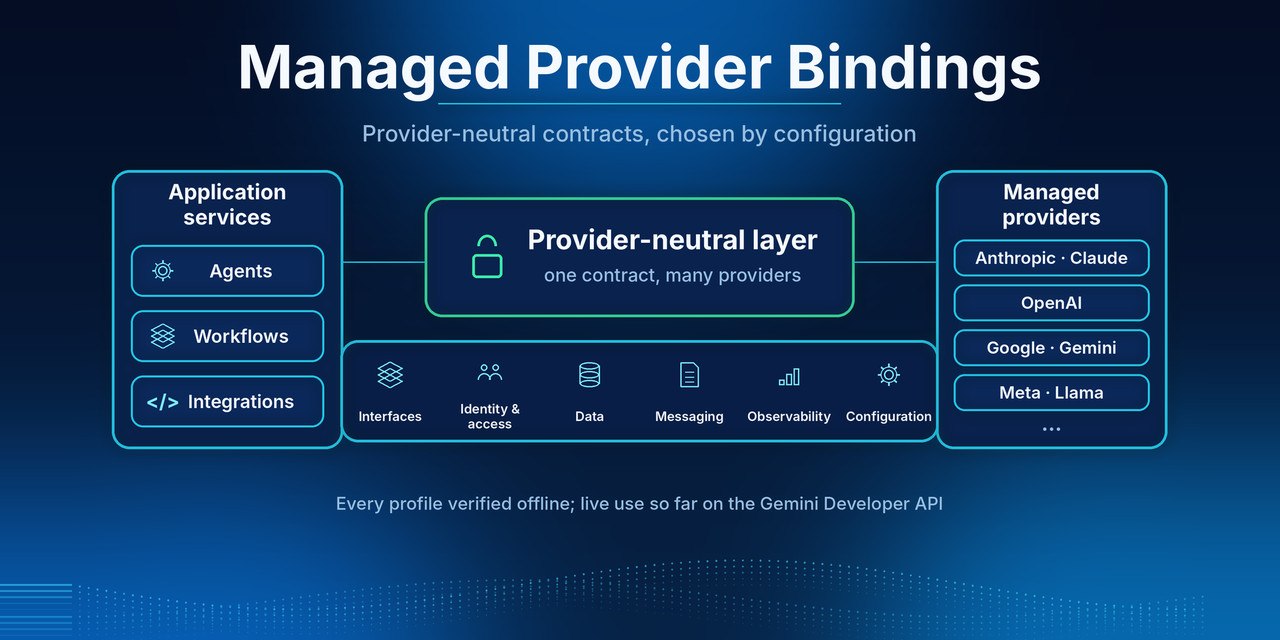 Managed Provider Bindings
Provider-neutral contracts, chosen by configuration
Application
services
Agents
Workflows
</> Integrations
Provider-neutral layer
one contract, many providers
Interfaces
Identity &
access
Data
Messaging
Observability
Configuration
Managed
providers
Anthropic · Claude
OpenAI
Google · Gemini
Meta · Llama
...
Every profile verified offline; live use so far on the Gemini Developer API